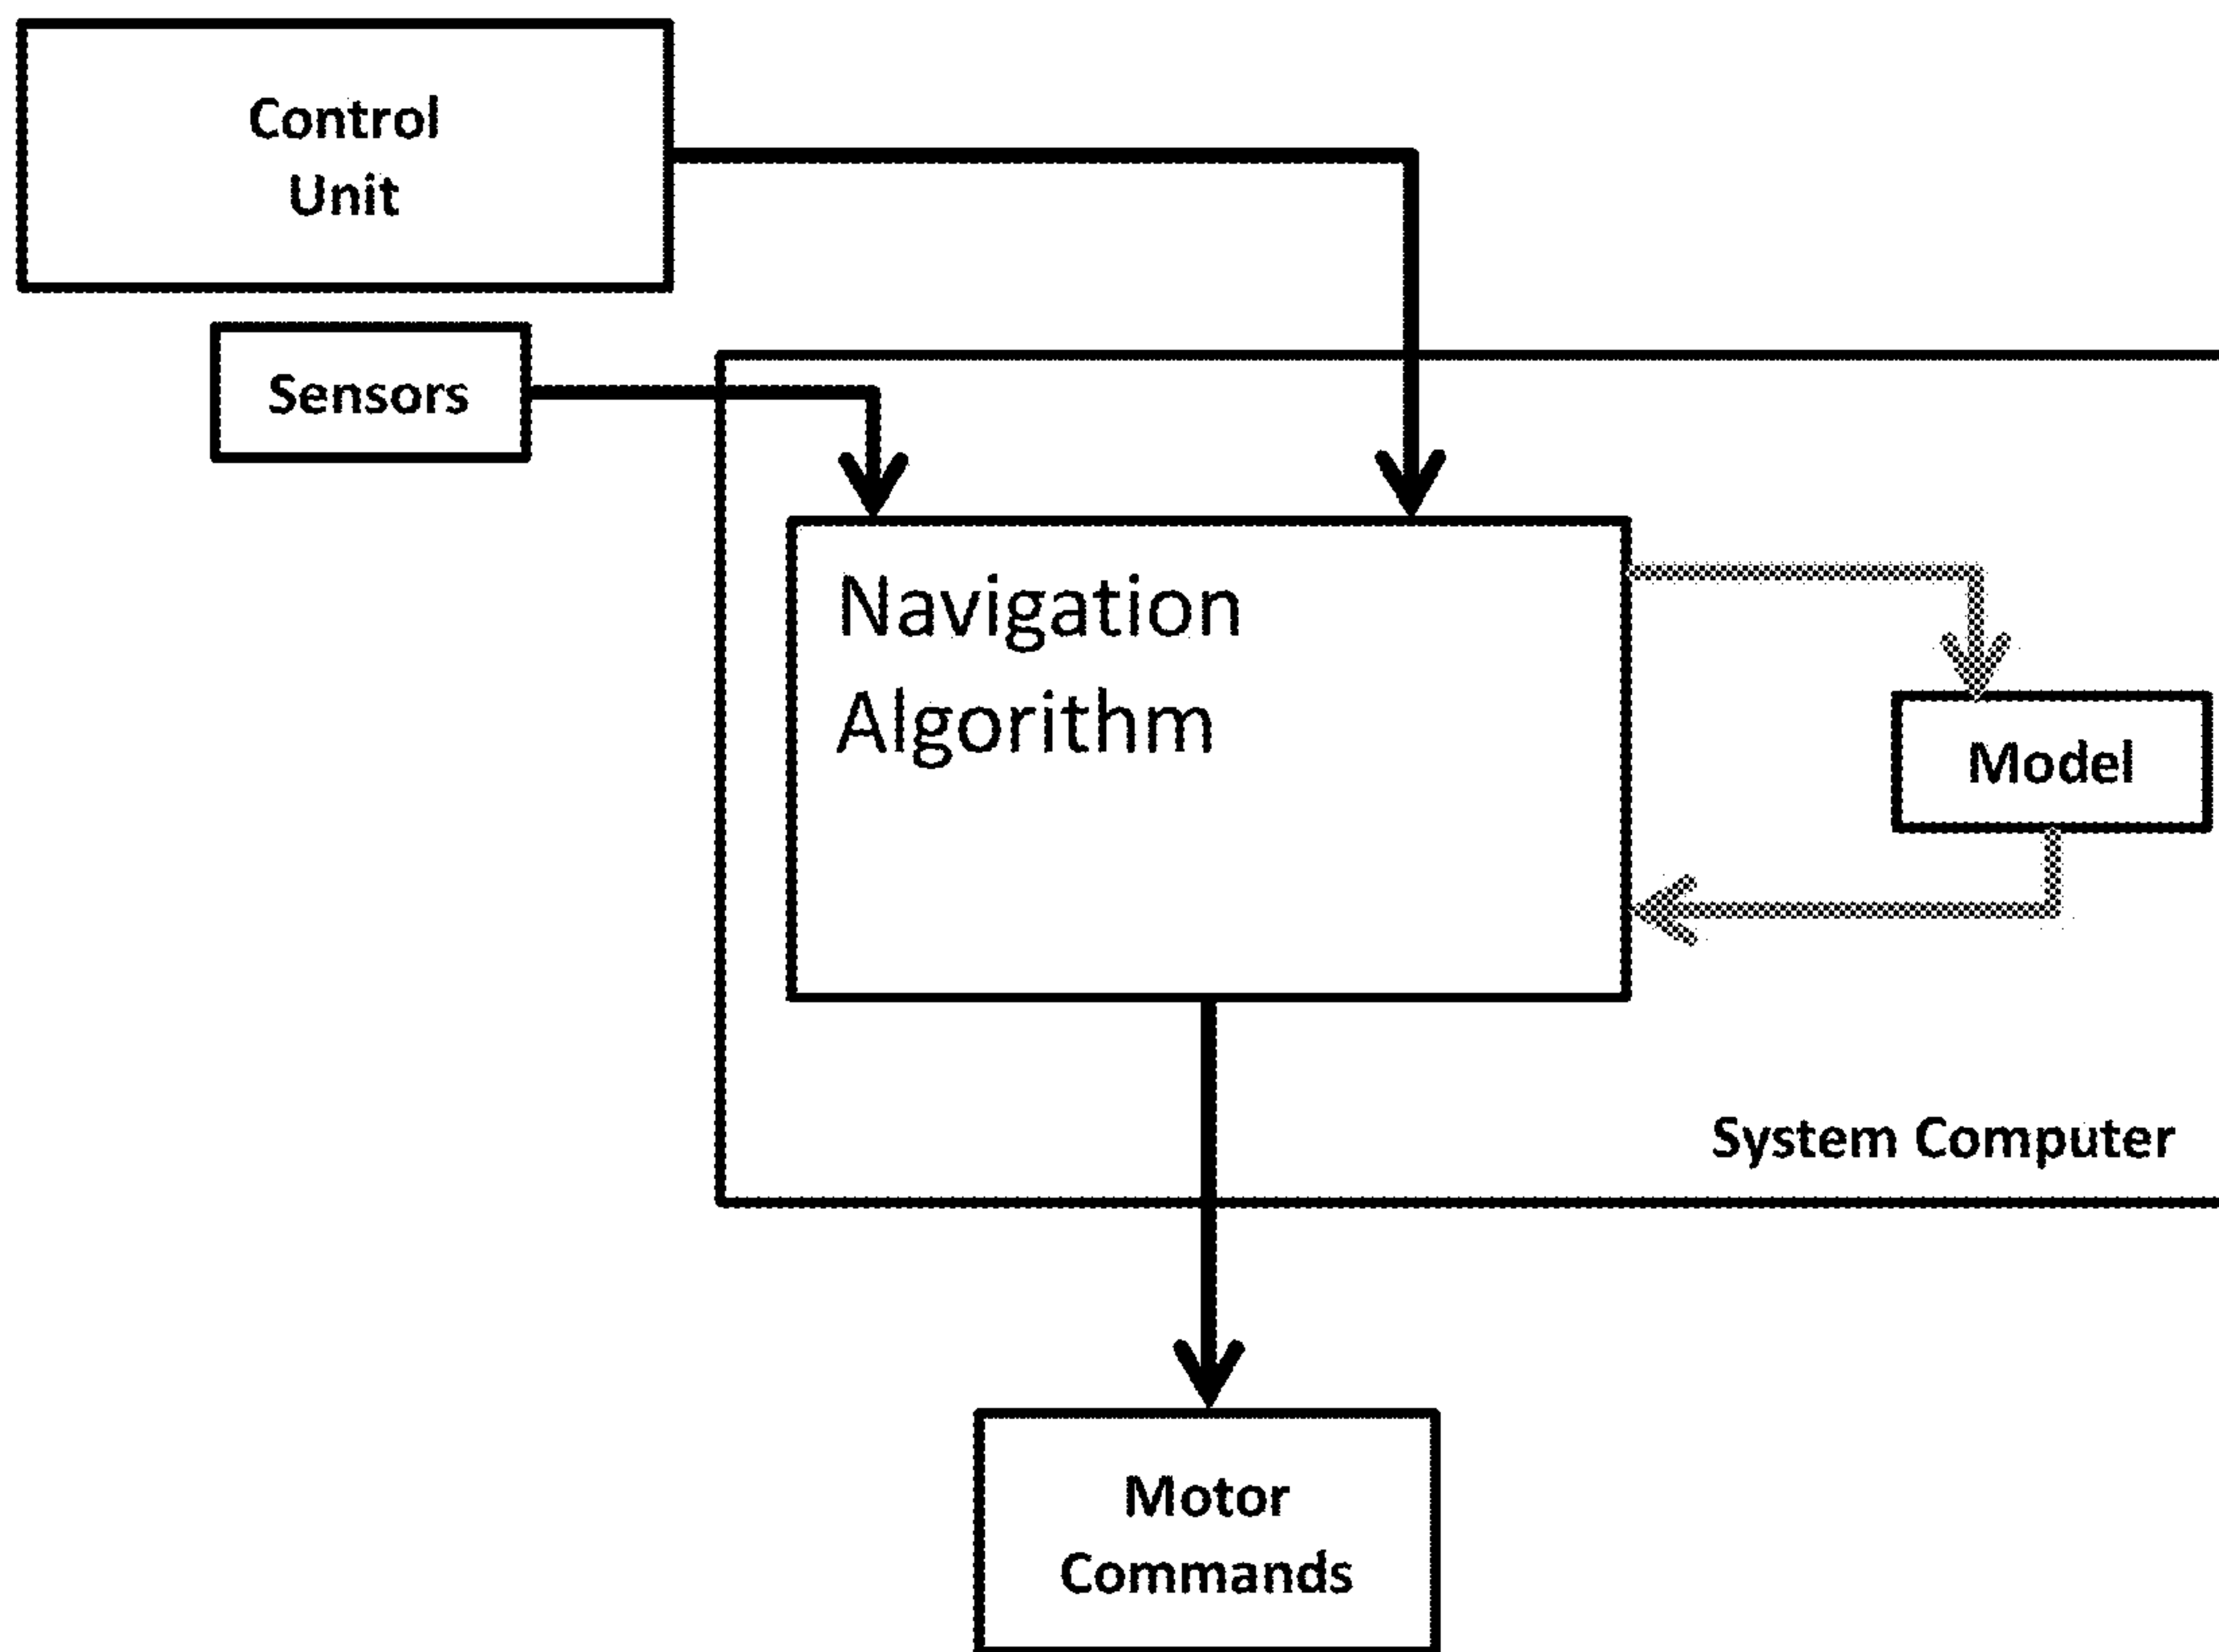 Control
Unit
Sensors
Navigation
Algorithm
Model
System Computer
Motor
Commands